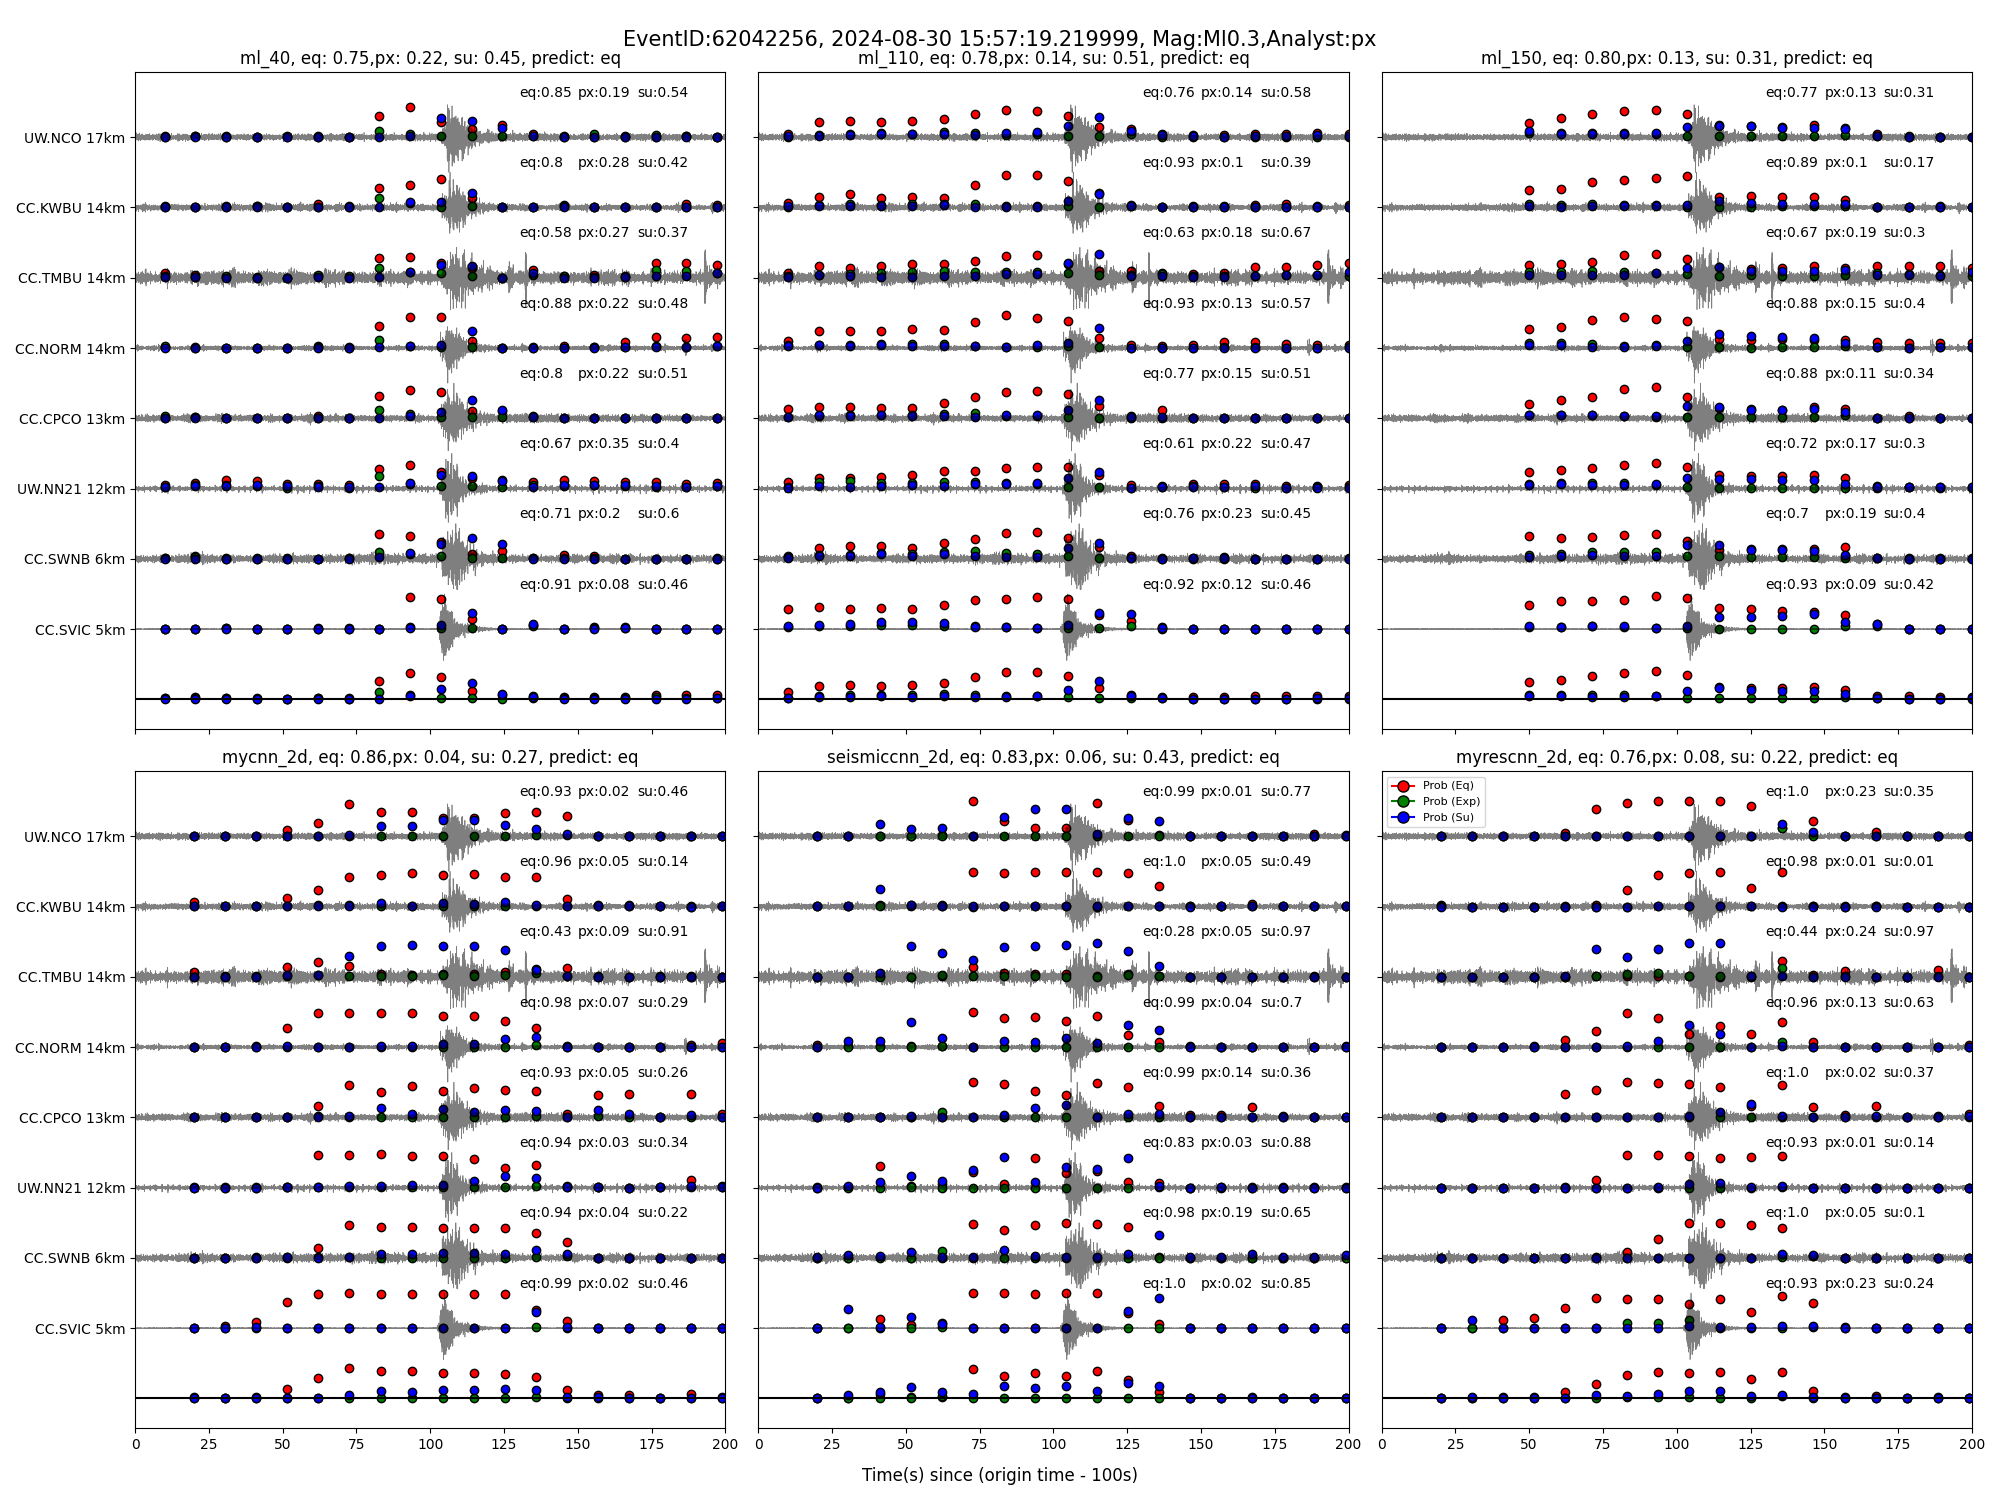 EventID:62042256, 2024-08-30 15:57:19.219999, Mag:Ml0.3,Analyst:px
ml_40, eq: 0.75,px: 0.22, su: 0.45, predict: eq
UW.NCO 17km eq:0.85 px:0.19 su:0.54
CC.KWBU 14km eq:0.8 px:0.28 su:0.42
CC.TMBU 14km eq:0.58 px:0.27 su:0.37
CC.NORM 14km eq:0.88 px:0.22 su:0.48
CC.CPCO 13km eq:0.8 px:0.22 su:0.51
UW.NN21 12km eq:0.67 px:0.35 su:0.4
CC.SWNB 6km eq:0.71 px:0.2 su:0.6
CC.SVIC 5km eq:0.91 px:0.08 su:0.46
ml_110, eq: 0.78,px: 0.14, su: 0.51, predict: eq
eq:0.76 px:0.14 su:0.58
eq:0.93 px:0.1 su:0.39
eq:0.63 px:0.18 su:0.67
eq:0.93 px:0.13 su:0.57
eq:0.77 px:0.15 su:0.51
eq:0.61 px:0.22 su:0.47
eq:0.76 px:0.23 su:0.45
eq:0.92 px:0.12 su:0.46
ml_150, eq: 0.80,px: 0.13, su: 0.31, predict: eq
eq:0.77 px:0.13 su:0.31
eq:0.89 px:0.1 su:0.17
eq:0.67 px:0.19 su:0.3
eq:0.88 px:0.15 su:0.4
eq:0.88 px:0.11 su:0.34
eq:0.72 px:0.17 su:0.3
eq:0.7 px:0.19 su:0.4
eq:0.93 px:0.09 su:0.42
mycnn_2d, eq: 0.86,px: 0.04, su: 0.27, predict: eq
UW.NCO 17km eq:0.93 px:0.02 su:0.46
CC.KWBU 14km eq:0.96 px:0.05 su:0.14
CC.TMBU 14km eq:0.43 px:0.09 su:0.91
CC.NORM 14km eq:0.98 px:0.07 su:0.29
CC.CPCO 13km eq:0.93 px:0.05 su:0.26
UW.NN21 12km eq:0.94 px:0.03 su:0.34
CC.SWNB 6km eq:0.94 px:0.04 su:0.22
CC.SVIC 5km eq:0.99 px:0.02 su:0.46
0 25 50 75 100 125 150 175 200
seismiccnn_2d, eq: 0.83,px: 0.06, su: 0.43, predict: eq
eq:0.99 px:0.01 su:0.77
eq:1.0 px:0.05 su:0.49
eq:0.28 px:0.05 su:0.97
eq:0.99 px:0.04 su:0.7
eq:0.99 px:0.14 su:0.36
eq:0.83 px:0.03 su:0.88
eq:0.98 px:0.19 su:0.65
eq:1.0 px:0.02 su:0.85
0 25 50 75 100 125 150 175 200
myrescnn_2d, eq: 0.76,px: 0.08, su: 0.22, predict: eq
Prob (Eq)
Prob (Exp)
Prob (Su)
eq:1.0 px:0.23 su:0.35
eq:0.98 px:0.01 su:0.01
eq:0.44 px:0.24 su:0.97
eq:0.96 px:0.13 su:0.63
eq:1.0 px:0.02 su:0.37
eq:0.93 px:0.01 su:0.14
eq:1.0 px:0.05 su:0.1
eq:0.93 px:0.23 su:0.24
0 25 50 75 100 125 150 175 200
Time(s) since (origin time - 100s)